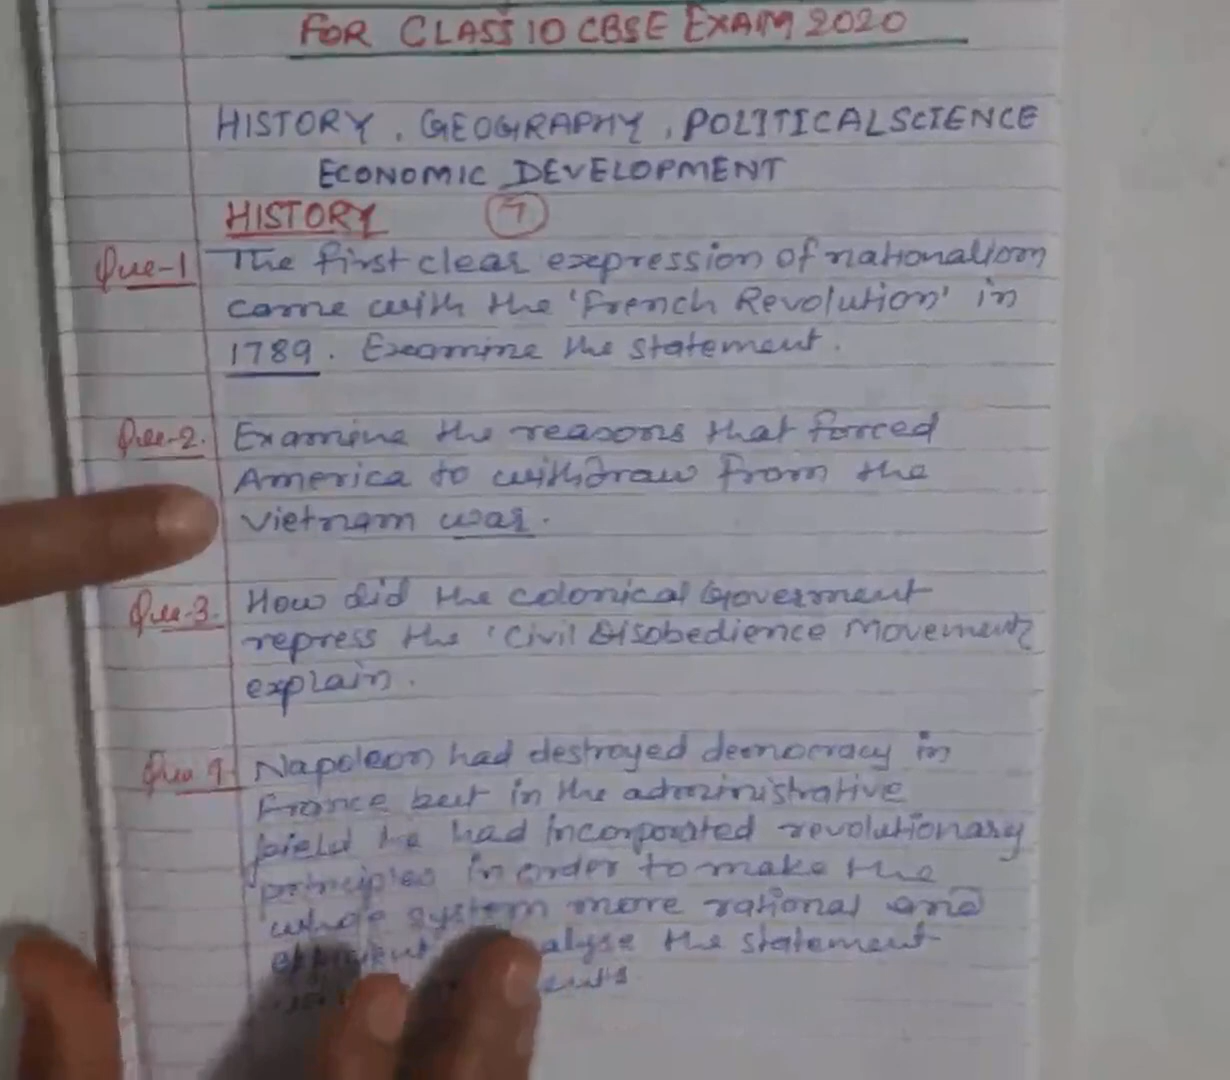 FOR CLASS 10 CBSE EXAM 2020
HISTORY, GEOGRAPHY, POLITICAL SCIENCE
ECONOMIC DEVELOPMENT
HISTORY 7
Que-1 The first clear expression of nationalism
came with the 'French Revolution' in
1789. Examine the statement.
Que-2. Examine the reasons that forced
America to withdraw from the
Vietnam war.
Que-3. How did the colonical Government
repress the 'Civil Disobedience Movement
explain.
Que 4. Napoleon had destroyed democracy in
France but in the administrative
field he had incorporated revolutionary
principles in order to make the
whole system more rational and
the statement